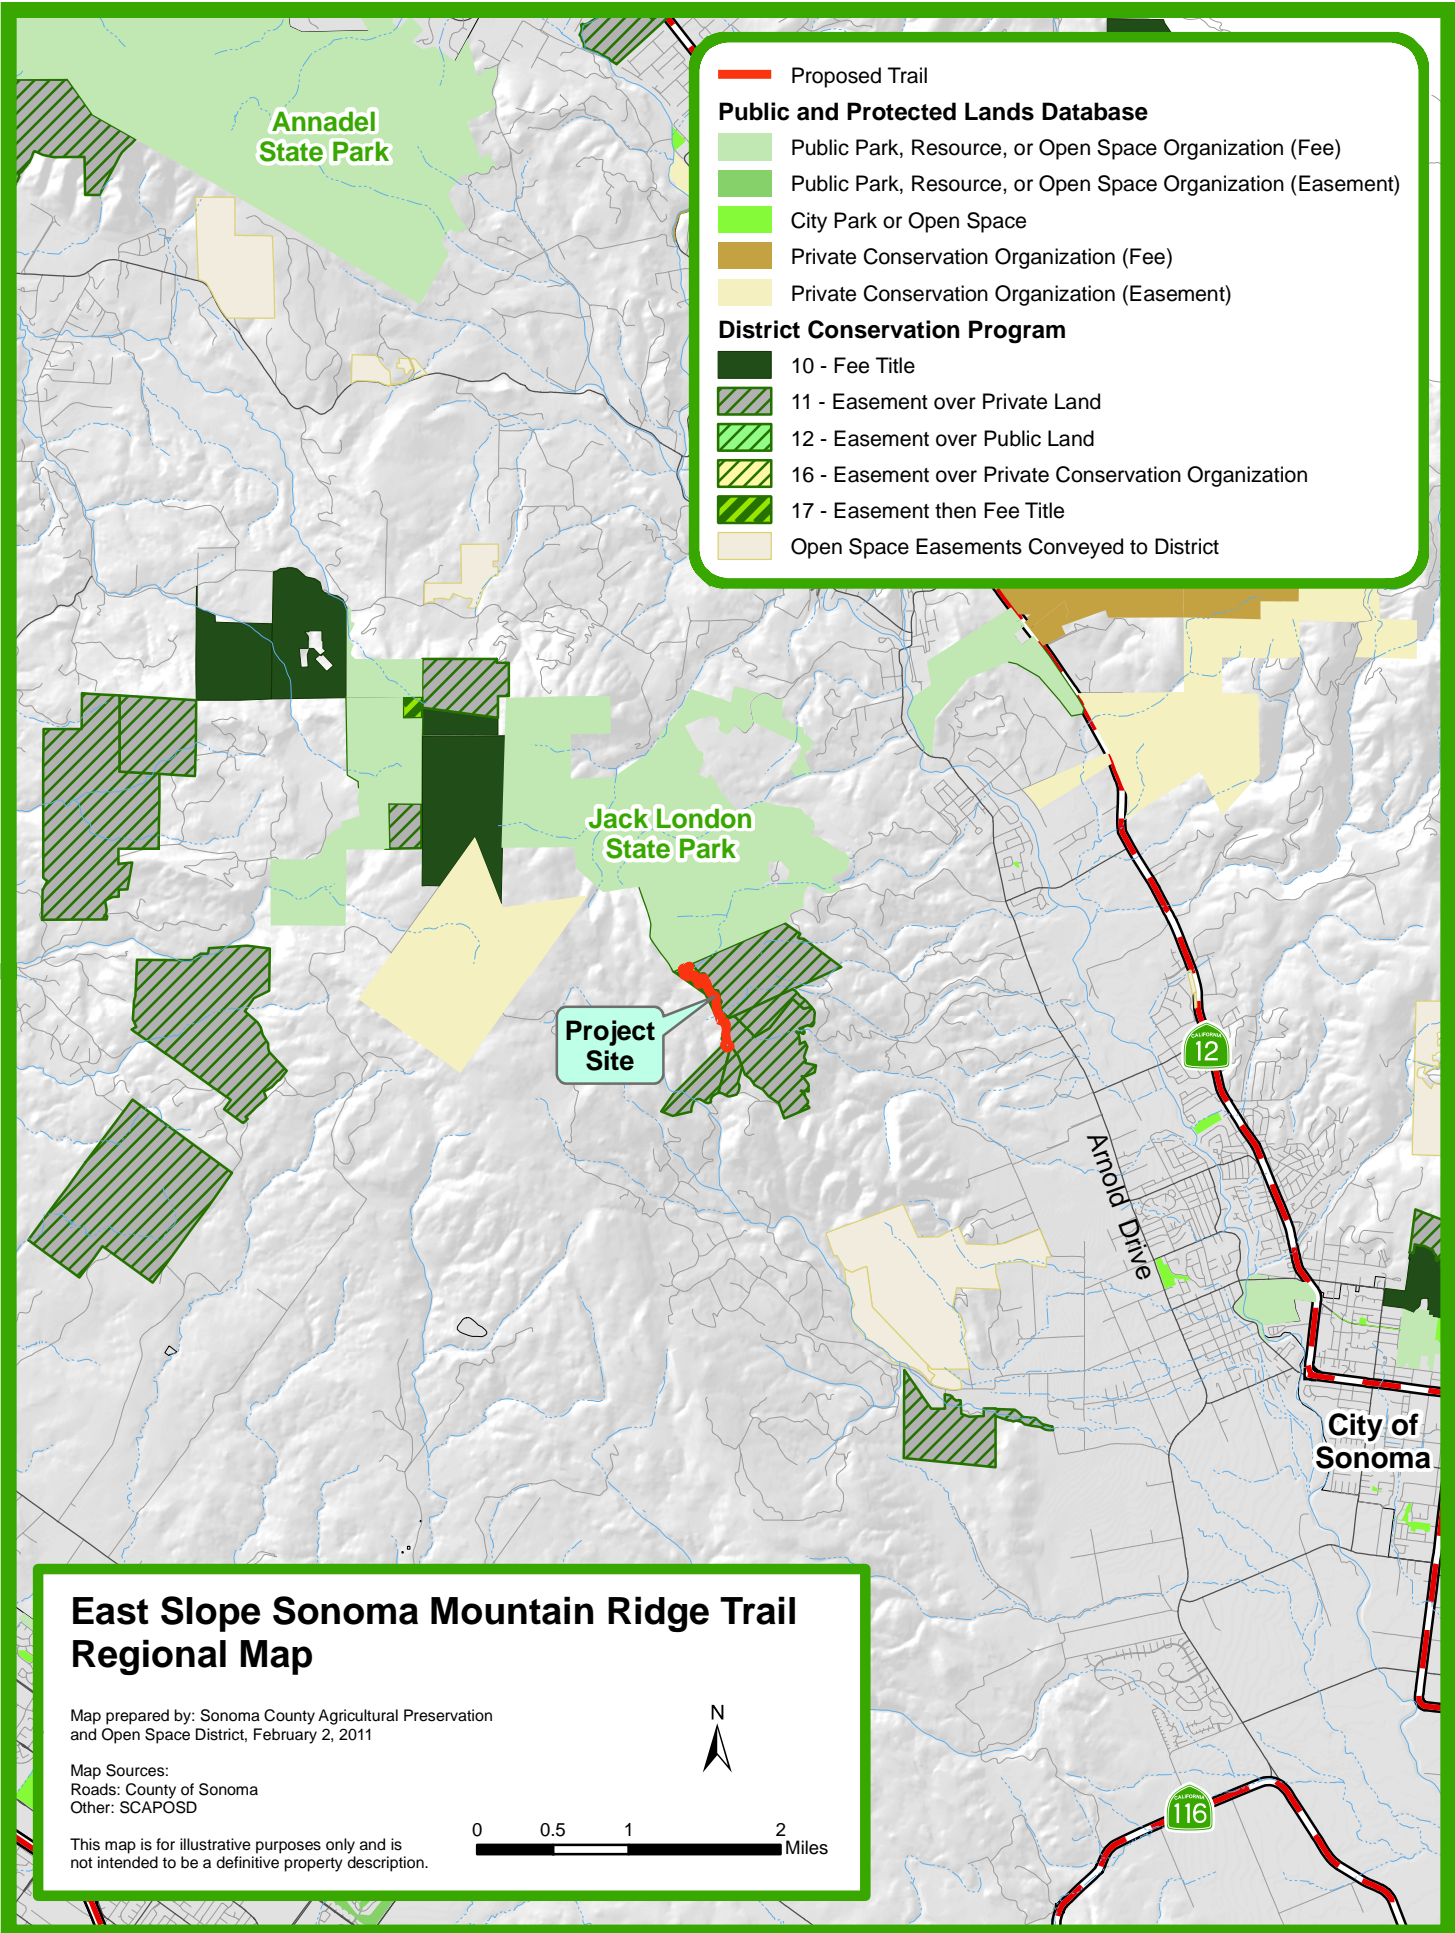 Annadel
State Park
Proposed Trail
Public and Protected Lands Database
Public Park, Resource, or Open Space Organization (Fee)
Public Park, Resource, or Open Space Organization (Easement)
City Park or Open Space
Private Conservation Organization (Fee)
Private Conservation Organization (Easement)
District Conservation Program
10 - Fee Title
11 - Easement over Private Land
12 - Easement over Public Land
16 - Easement over Private Conservation Organization
17 - Easement then Fee Title
Open Space Easements Conveyed to District
Jack London
State Park
Project
Site
CALIFORNIA
12
Arnold Drive
City of
Sonoma
East Slope Sonoma Mountain Ridge Trail
Regional Map
Map prepared by: Sonoma County Agricultural Preservation
and Open Space District, February 2, 2011
Map Sources:
Roads: County of Sonoma
Other: SCAPOSD
This map is for illustrative purposes only and is
not intended to be a definitive property description.
N
0 0.5 1 2
Miles
CALIFORNIA
116